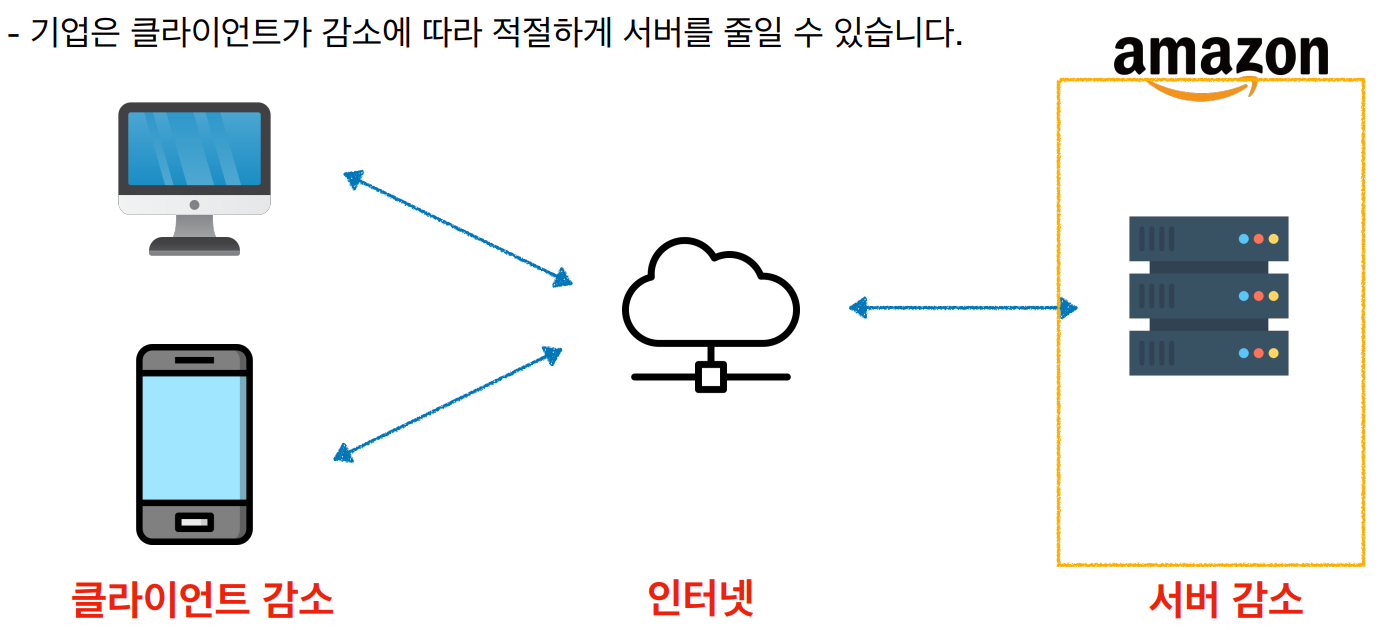 - 기업은 클라이언트가 감소에 따라 적절하게 서버를 줄일 수 있습니다.
amazon
클라이언트 감소
인터넷
서버 감소